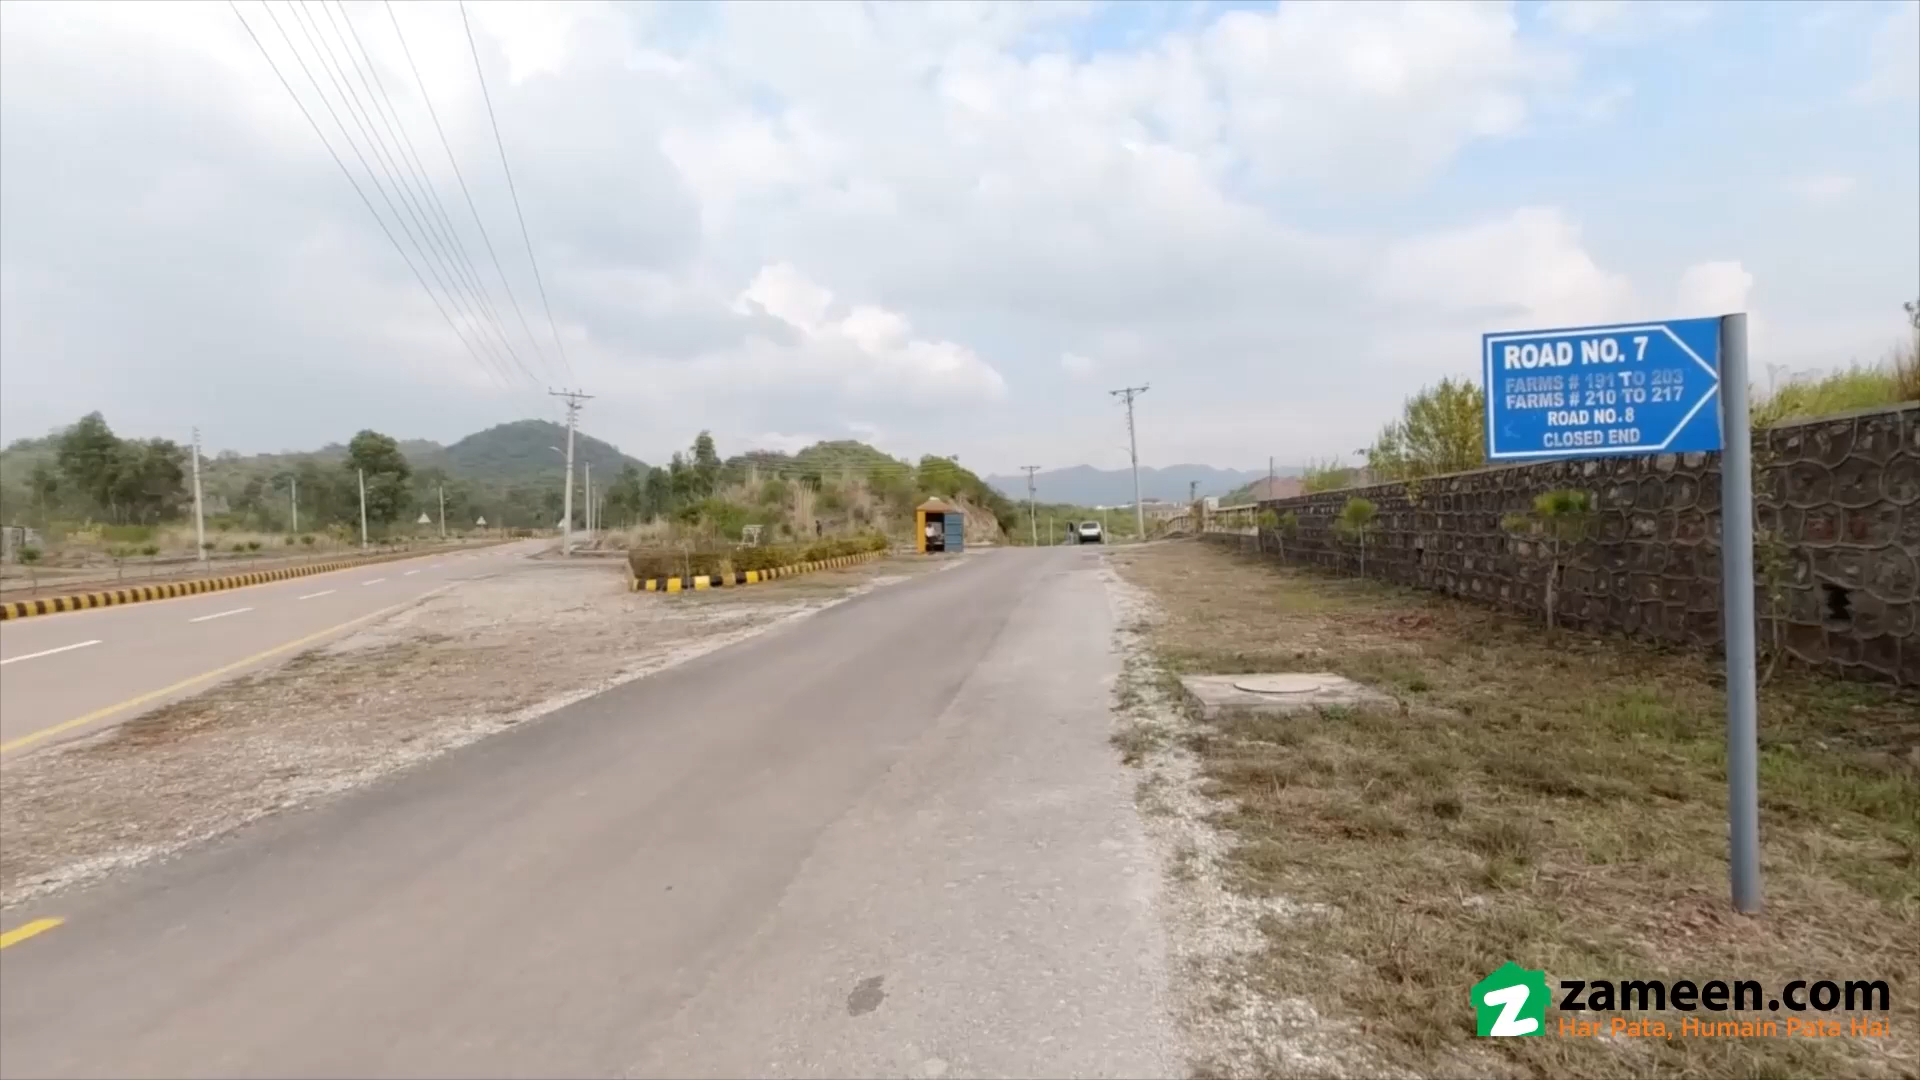 ROAD NO. 7
FARMS # 191 TO 203
FARMS # 210 TO 217
ROAD NO. 8
CLOSED END
zameen.com
Har Pata, Humain Pata Hai